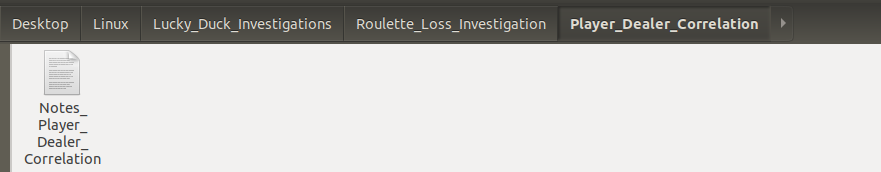 Desktop Linux Lucky_Duck_Investigations Roulette_Loss_Investigation Player_Dealer_Correlation
Notes_
Player_
Dealer_
Correlation